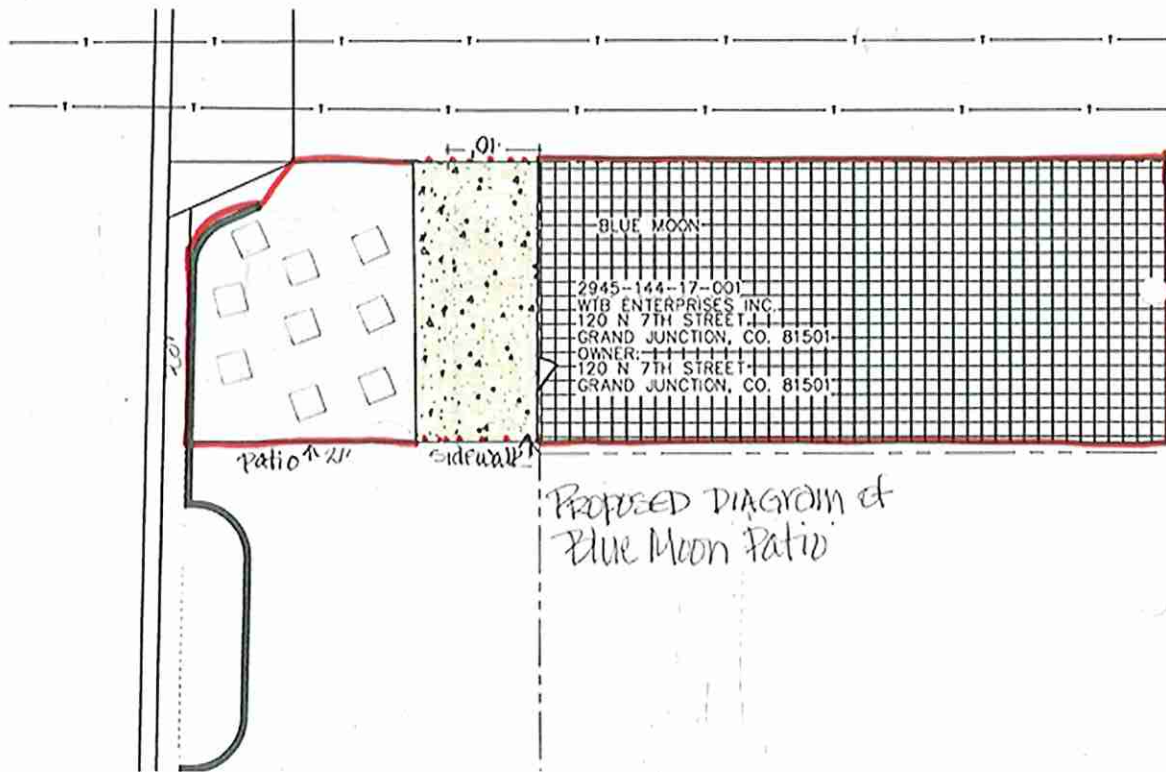 10'
BLUE MOON
2945-144-17-001
WTB ENTERPRISES INC.
120 N 7TH STREET
GRAND JUNCTION, CO. 81501
OWNER:
120 N 7TH STREET
GRAND JUNCTION, CO. 81501
20'
Patio
sidewalk
PROPOSED DIAGram of
Blue Moon Patio